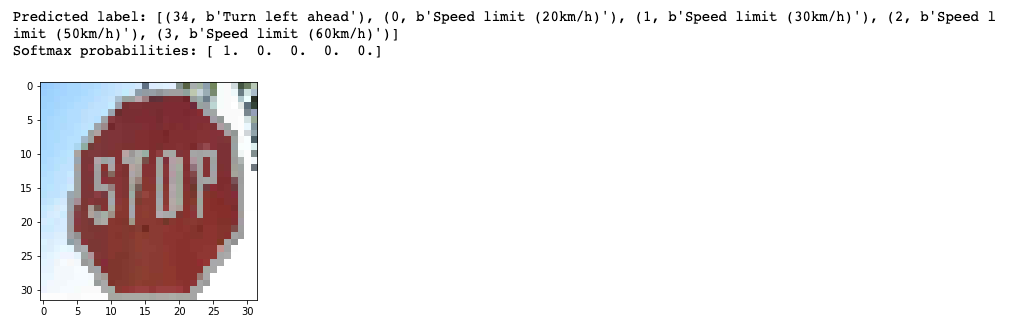 Predicted label: [(34, b'Turn left ahead'), (0, b'Speed limit (20km/h)'), (1, b'Speed limit (30km/h)'), (2, b'Speed l
imit (50km/h)'), (3, b'Speed limit (60km/h)')]
Softmax probabilities: [ 1.  0.  0.  0.  0.]
0
5
10
15
20
25
30
STOP
0 5 10 15 20 25 30